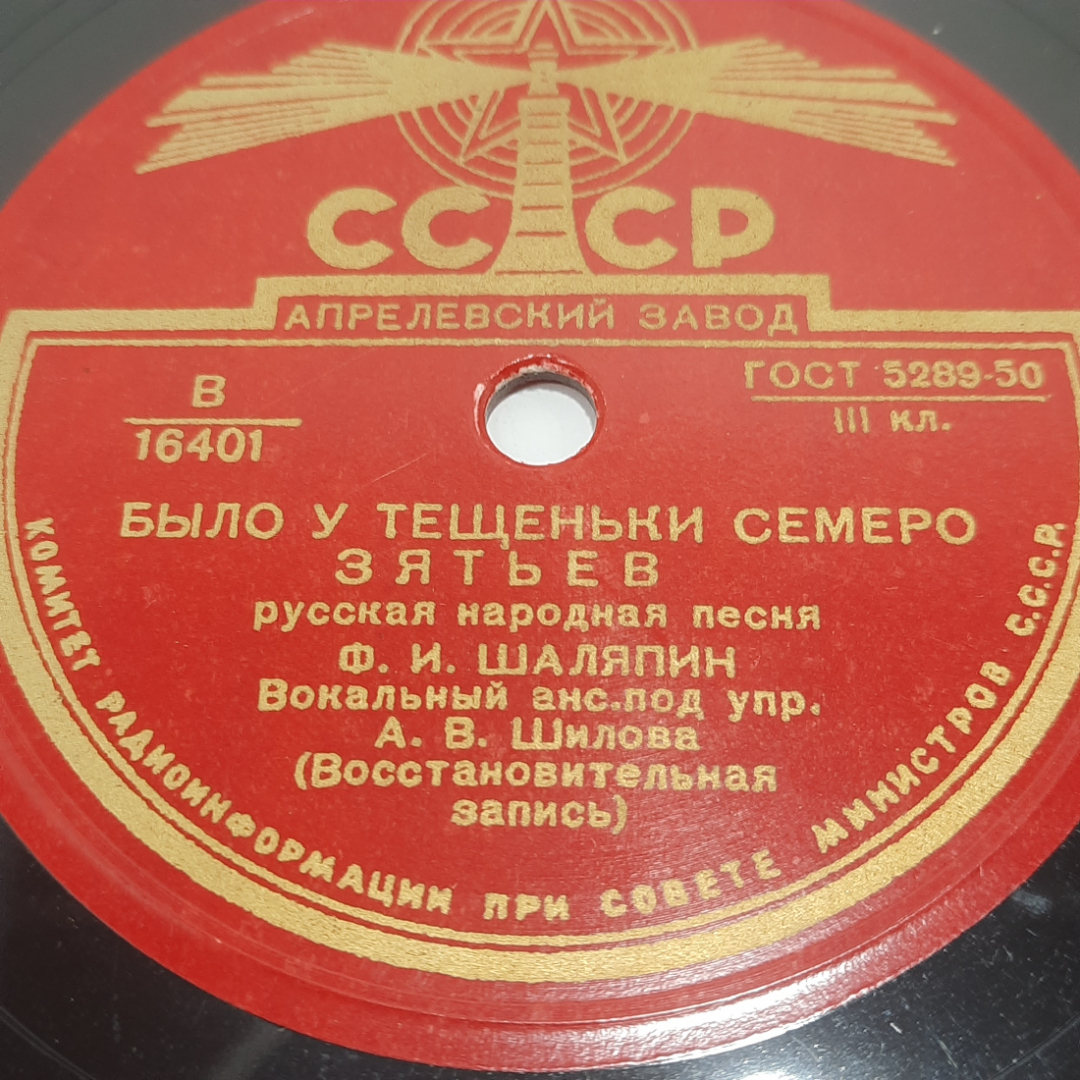 СССР
АПРЕЛЕВСКИЙ ЗАВОД
В
16401
ГОСТ 5289-50
III кл.
БЫЛО У ТЕЩЕНЬКИ СЕМЕРО
ЗЯТЬЕВ
русская народная песня
Ф. И. ШАЛЯПИН
Вокальный анс.под упр.
А. В. Шилова
(Восстановительная
запись)
КОМИТЕТ РАДИОИНФОРМАЦИИ ПРИ СОВЕТЕ МИНИСТРОВ С.С.С.Р.